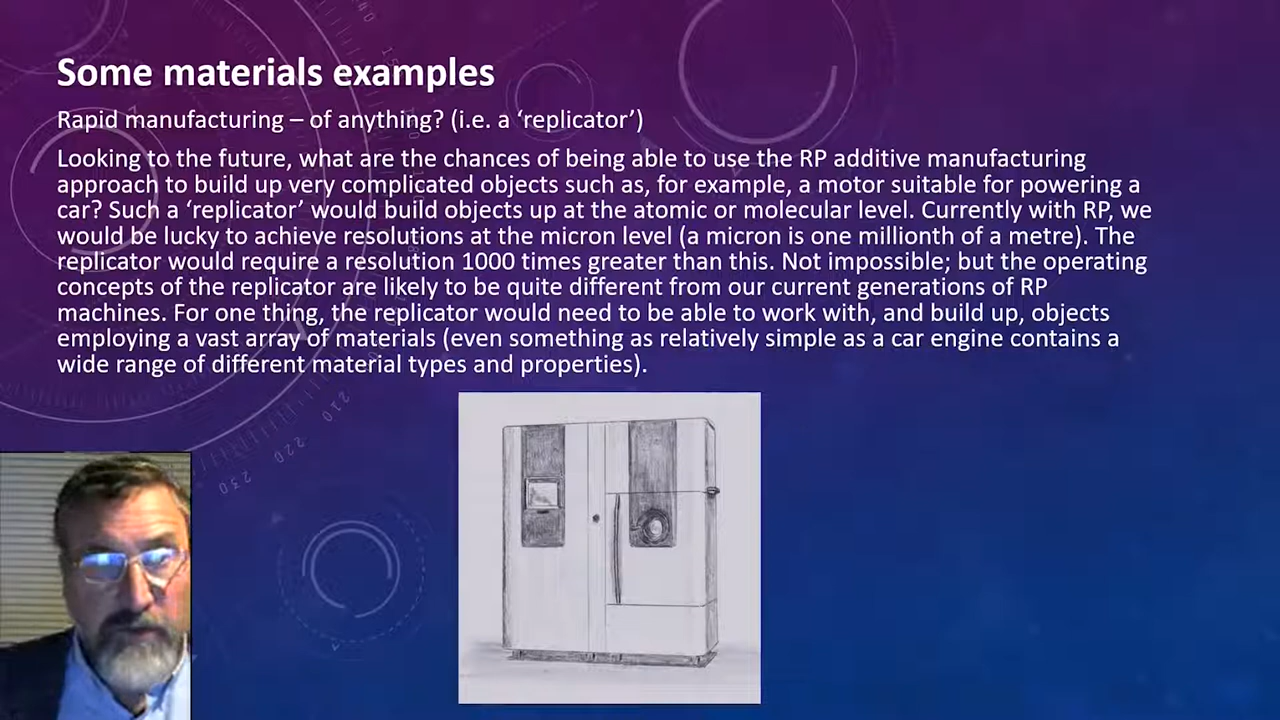 Some materials examples
Rapid manufacturing – of anything? (i.e. a ‘replicator’)
Looking to the future, what are the chances of being able to use the RP additive manufacturing
approach to build up very complicated objects such as, for example, a motor suitable for powering a
car? Such a ‘replicator’ would build objects up at the atomic or molecular level. Currently with RP, we
would be lucky to achieve resolutions at the micron level (a micron is one millionth of a metre). The
replicator would require a resolution 1000 times greater than this. Not impossible; but the operating
concepts of the replicator are likely to be quite different from our current generations of RP
machines. For one thing, the replicator would need to be able to work with, and build up, objects
employing a vast array of materials (even something as relatively simple as a car engine contains a
wide range of different material types and properties).
210
220
230